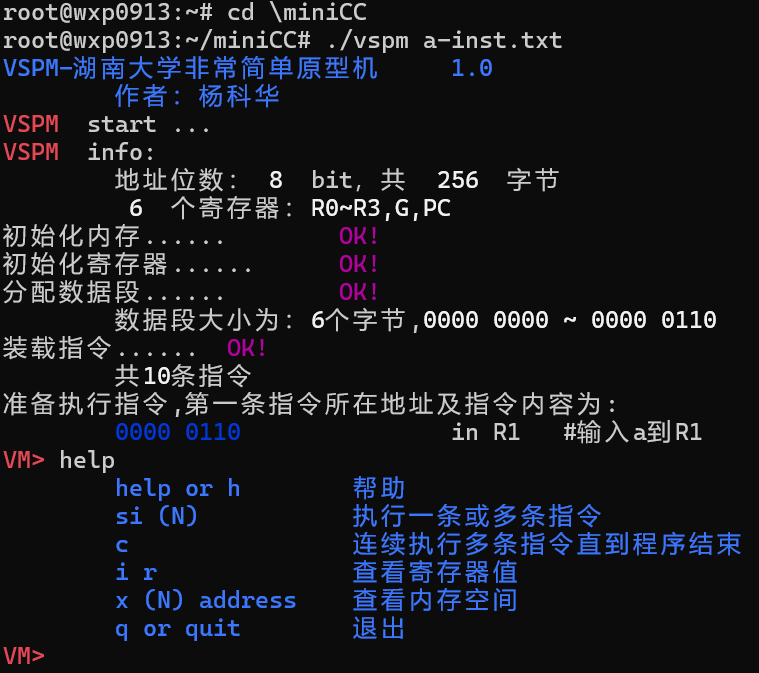 root@wxp0913:~# cd \miniCC
root@wxp0913:~/miniCC# ./vspm a-inst.txt
VSPM-湖南大学非常简单原型机     1.0
        作者: 杨科华
VSPM  start ...
VSPM  info:
        地址位数:  8  bit, 共  256  字节
         6  个寄存器: R0~R3,G,PC
初始化内存......        OK!
初始化寄存器......      OK!
分配数据段......        OK!
        数据段大小为: 6个字节,0000 0000 ~ 0000 0110
装载指令......  OK!
        共10条指令
准备执行指令,第一条指令所在地址及指令内容为:
        0000 0110               in R1   #输入a到R1
VM> help
        help or h        帮助
        si (N)           执行一条或多条指令
        c                连续执行多条指令直到程序结束
        i r              查看寄存器值
        x (N) address    查看内存空间
        q or quit        退出
VM>